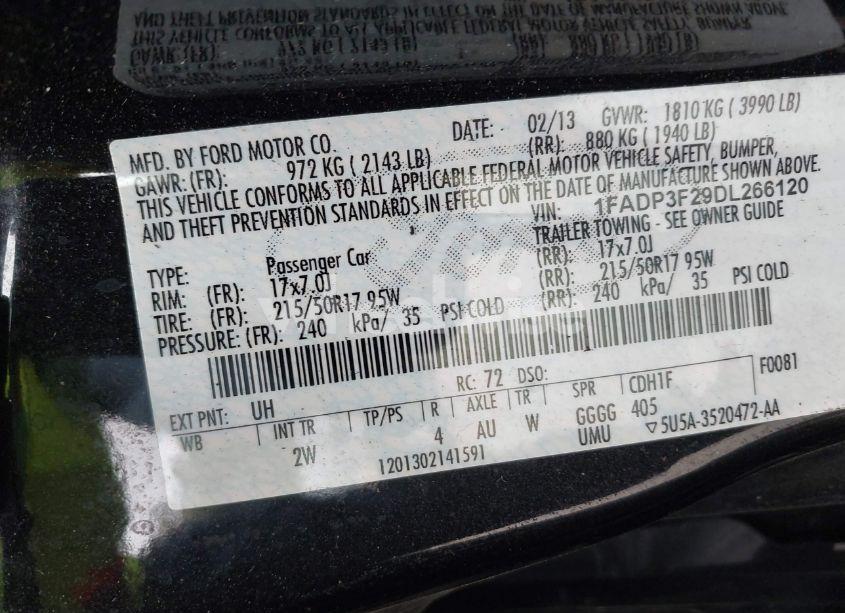 MFD. BY FORD MOTOR CO. DATE: 02/13 GVWR: 1810 KG ( 3990 LB)
GAWR: (FR): 972 KG ( 2143 LB) (RR): 880 KG ( 1940 LB)
THIS VEHICLE CONFORMS TO ALL APPLICABLE FEDERAL MOTOR VEHICLE SAFETY, BUMPER,
AND THEFT PREVENTION STANDARDS IN EFFECT ON THE DATE OF MANUFACTURE SHOWN ABOVE.
VIN: 1FADP3F29DL266120
TYPE: Passenger Car TRAILER TOWING - SEE OWNER GUIDE
RIM: (FR): 17x7.0J (RR): 17x7.0J
TIRE: (FR): 215/50R17 95W (RR): 215/50R17 95W
PRESSURE: (FR): 240 kPa/ 35 PSI COLD (RR): 240 kPa/ 35 PSI COLD
RC: 72 DSO: F0081
EXT PNT: UH
WB INT TR TP/PS R AXLE TR SPR CDH1F
2W 4 AU W GGGG 405
1201302141591 UMU ▽5U5A-3520472-AA